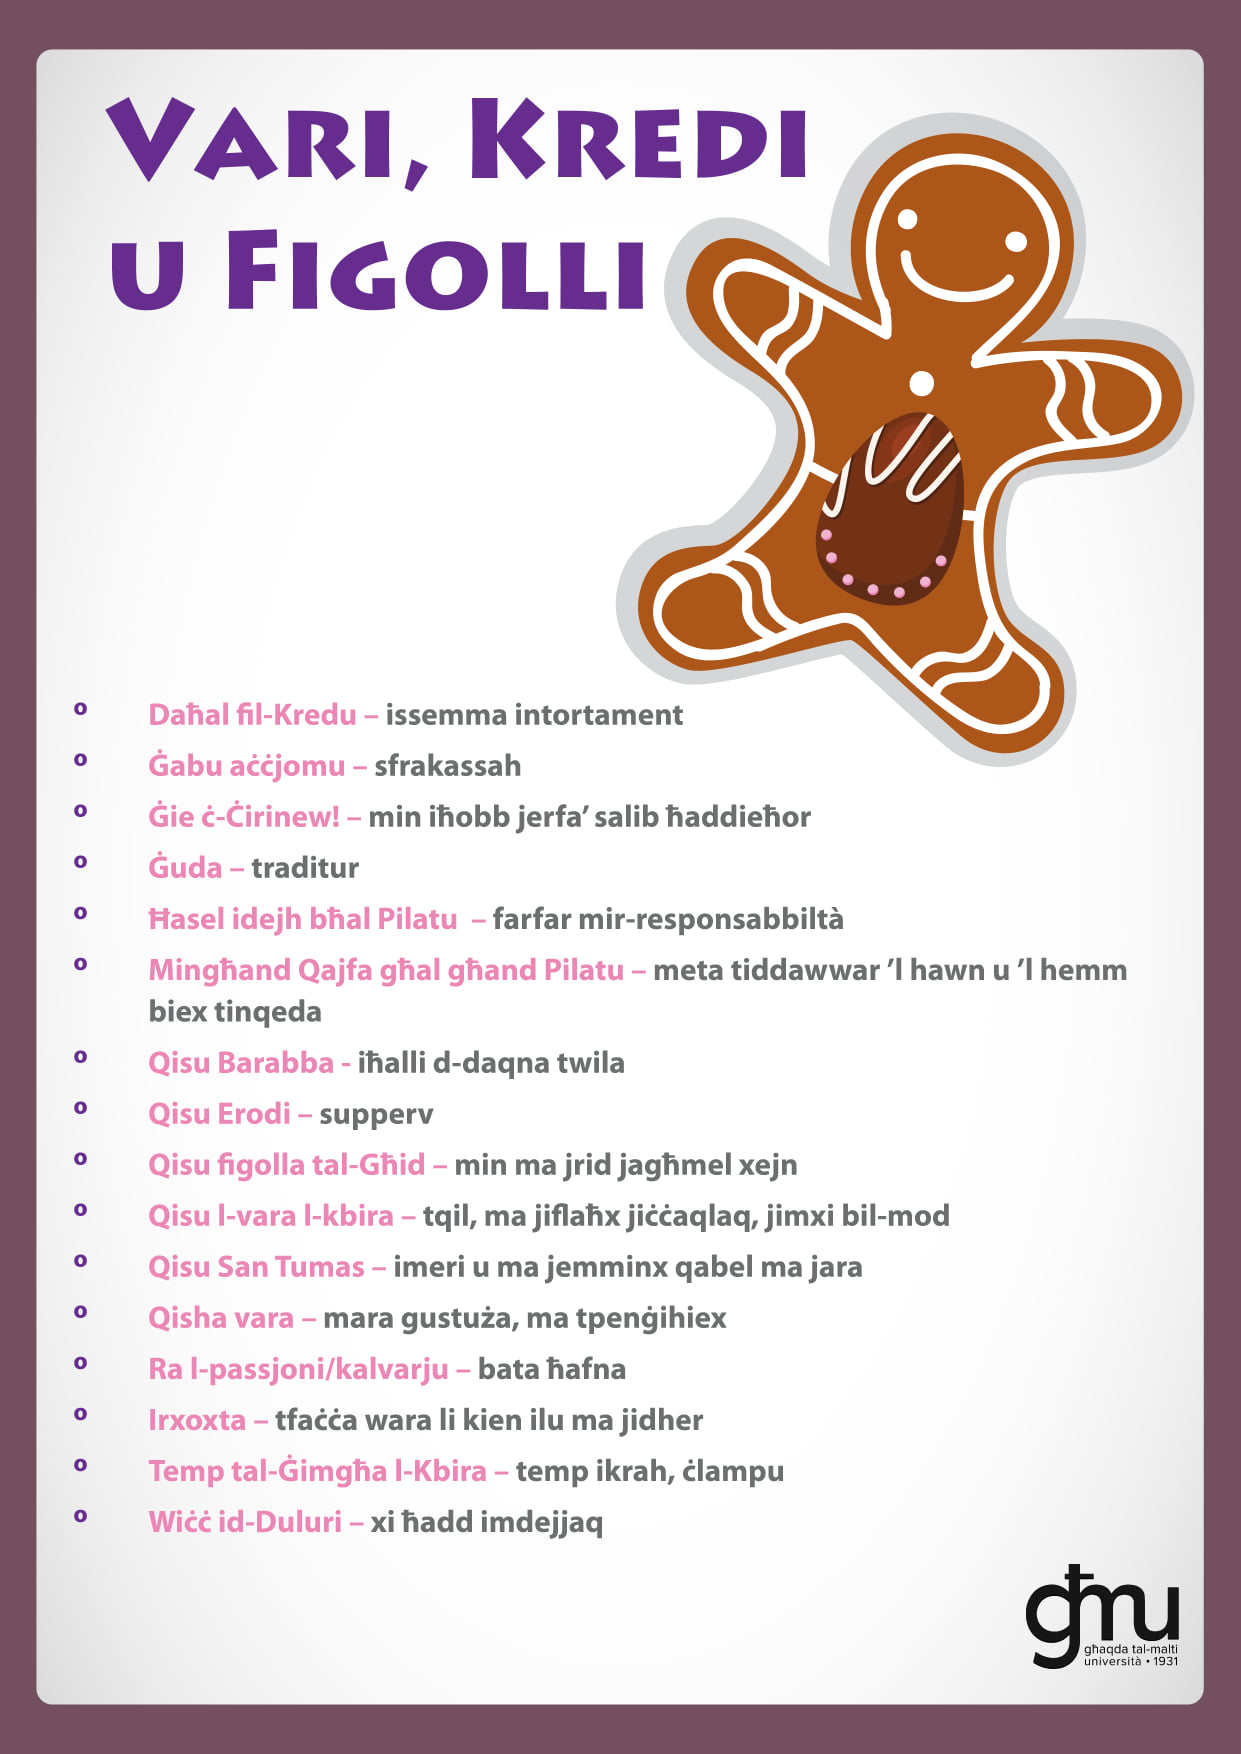 VARI, KREDI
U FIGOLLI
º Daħal fil-Kredu – issemma intortament
º Ġabu aċċjomu – sfrakassah
º Ġie ċ-Ċirinew! – min iħobb jerfa’ salib ħaddieħor
º Ġuda – traditur
º Ħasel idejh bħal Pilatu – farfar mir-responsabbiltà
º Mingħand Qajfa għal għand Pilatu – meta tiddawwar ’l hawn u ’l hemm
biex tinqeda
º Qisu Barabba - iħalli d-daqna twila
º Qisu Erodi – supperv
º Qisu figolla tal-Għid – min ma jrid jagħmel xejn
º Qisu l-vara l-kbira – tqil, ma jiflaħx jiċċaqlaq, jimxi bil-mod
º Qisu San Tumas – imeri u ma jemminx qabel ma jara
º Qisha vara – mara gustuża, ma tpenġihiex
º Ra l-passjoni/kalvarju – bata ħafna
º Irxoxta – tfaċċa wara li kien ilu ma jidher
º Temp tal-Ġimgħa l-Kbira – temp ikrah, ċlampu
º Wiċċ id-Duluri – xi ħadd imdejjaq
għmu
għaqda tal-malti
università • 1931